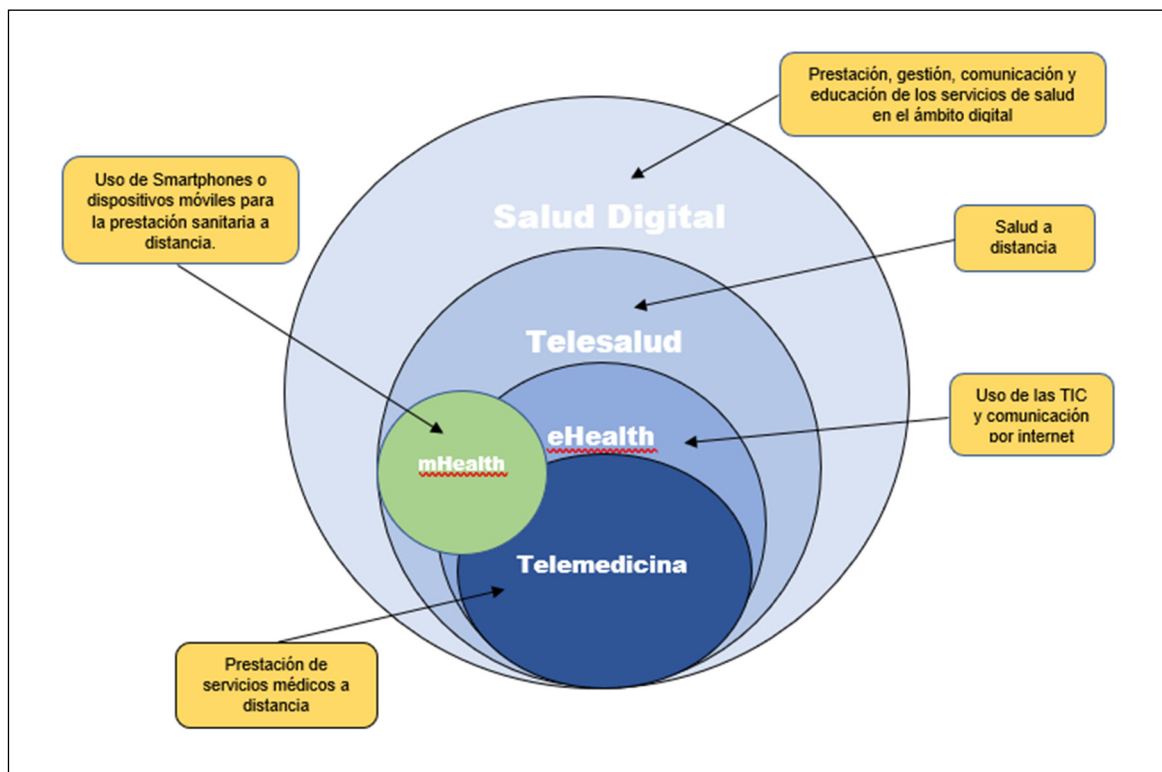 Prestación, gestión, comunicación y
educación de los servicios de salud
en el ámbito digital
Uso de Smartphones o
dispositivos móviles para
la prestación sanitaria a
distancia.
Salud Digital
Salud a
distancia
Telesalud
Uso de las TIC
y comunicación
por internet
eHealth
mHealth
Telemedicina
Prestación de
servicios médicos a
distancia